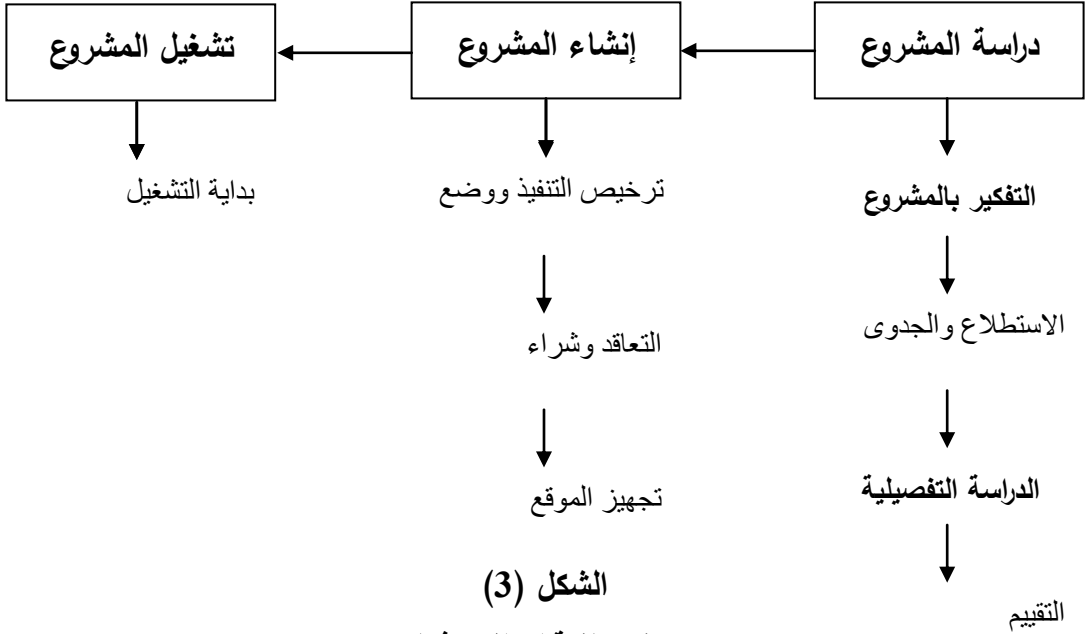 دراسة المشروع
إنشاء المشروع
تشغيل المشروع
التفكير بالمشروع
ترخيص التنفيذ ووضع
بداية التشغيل
الاستطلاع والجدوى
التعاقد وشراء
الدراسة التفصيلية
تجهيز الموقع
الشكل (3)
التقييم